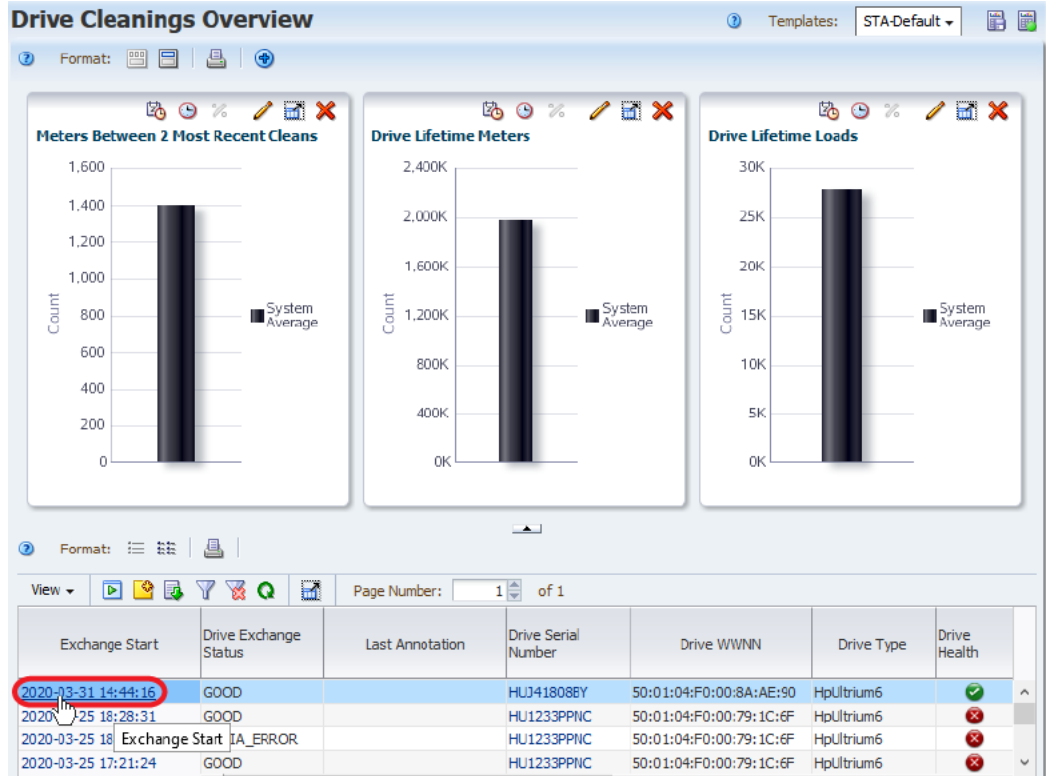 Drive Cleanings Overview
Templates: STA-Default
Format:
Meters Between 2 Most Recent Cleans
1,600
1,400
1,200
1,000
800
600
400
200
0
Count
System
Average
Drive Lifetime Meters
2,400K
2,000K
1,600K
1,200K
800K
400K
0K
Count
System
Average
Drive Lifetime Loads
30K
25K
20K
15K
10K
5K
0K
Count
System
Average
Format:
View Page Number: 1 of 1
Exchange Start Drive Exchange Status Last Annotation Drive Serial Number Drive WWNN Drive Type Drive Health
2020-03-31 14:44:16 GOOD HUJ41808BY 50:01:04:F0:00:8A:AE:90 HpUltrium6
2020-03-25 18:28:31 GOOD HU1233PPNC 50:01:04:F0:00:79:1C:6F HpUltrium6
2020-03-25 18 IA_ERROR HU1233PPNC 50:01:04:F0:00:79:1C:6F HpUltrium6
Exchange Start
2020-03-25 17:21:24 GOOD HU1233PPNC 50:01:04:F0:00:79:1C:6F HpUltrium6